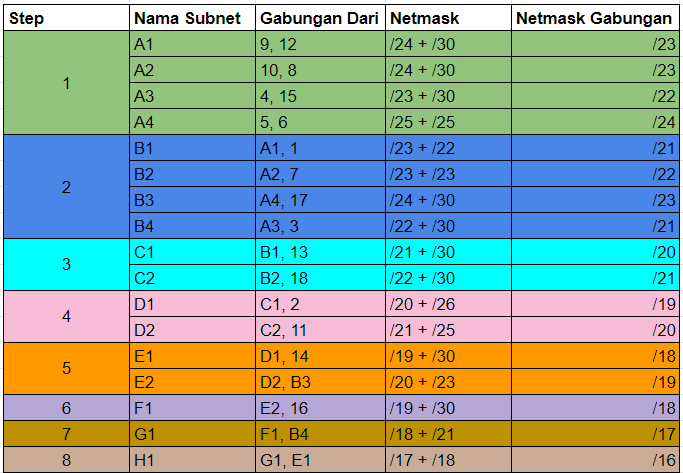 Step Nama Subnet Gabungan Dari Netmask Netmask Gabungan
1
A1 9, 12 /24 + /30 /23
A2 10, 8 /24 + /30 /23
A3 4, 15 /23 + /30 /22
A4 5, 6 /25 + /25 /24
2
B1 A1, 1 /23 + /22 /21
B2 A2, 7 /23 + /23 /22
B3 A4, 17 /24 + /30 /23
B4 A3, 3 /22 + /30 /21
3
C1 B1, 13 /21 + /30 /20
C2 B2, 18 /22 + /30 /21
4
D1 C1, 2 /20 + /26 /19
D2 C2, 11 /21 + /25 /20
5
E1 D1, 14 /19 + /30 /18
E2 D2, B3 /20 + /23 /19
6 F1 E2, 16 /19 + /30 /18
7 G1 F1, B4 /18 + /21 /17
8 H1 G1, E1 /17 + /18 /16